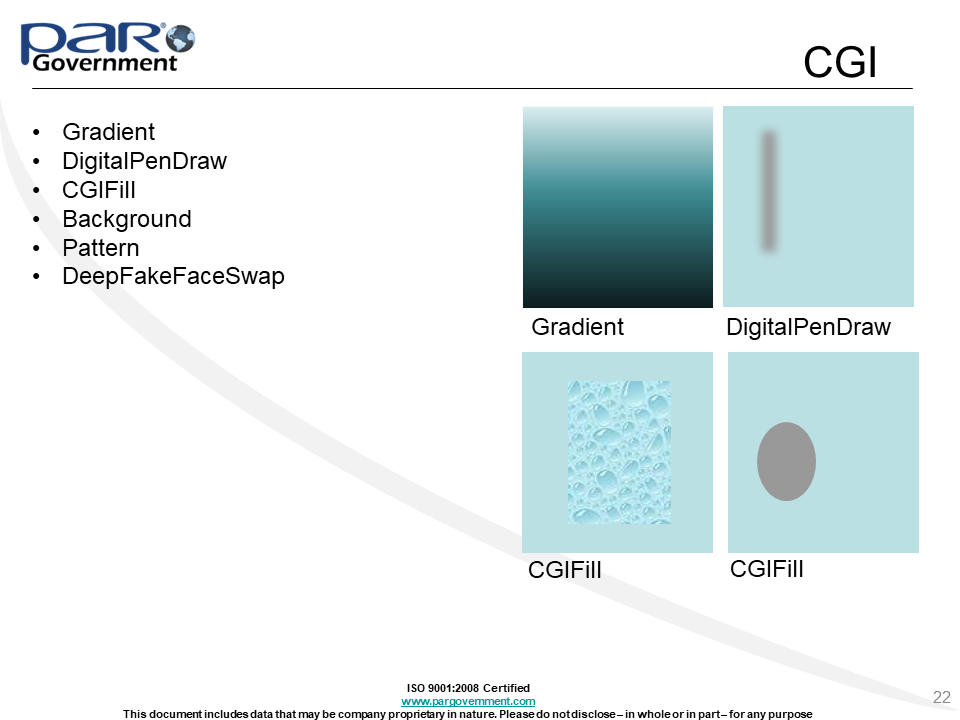 PAR®
Government
CGI
• Gradient
• DigitalPenDraw
• CGIFill
• Background
• Pattern
• DeepFakeFaceSwap
Gradient
DigitalPenDraw
CGIFill
CGIFill
ISO 9001:2008 Certified
www.pargovernment.com
This document includes data that may be company proprietary in nature. Please do not disclose – in whole or in part – for any purpose
22